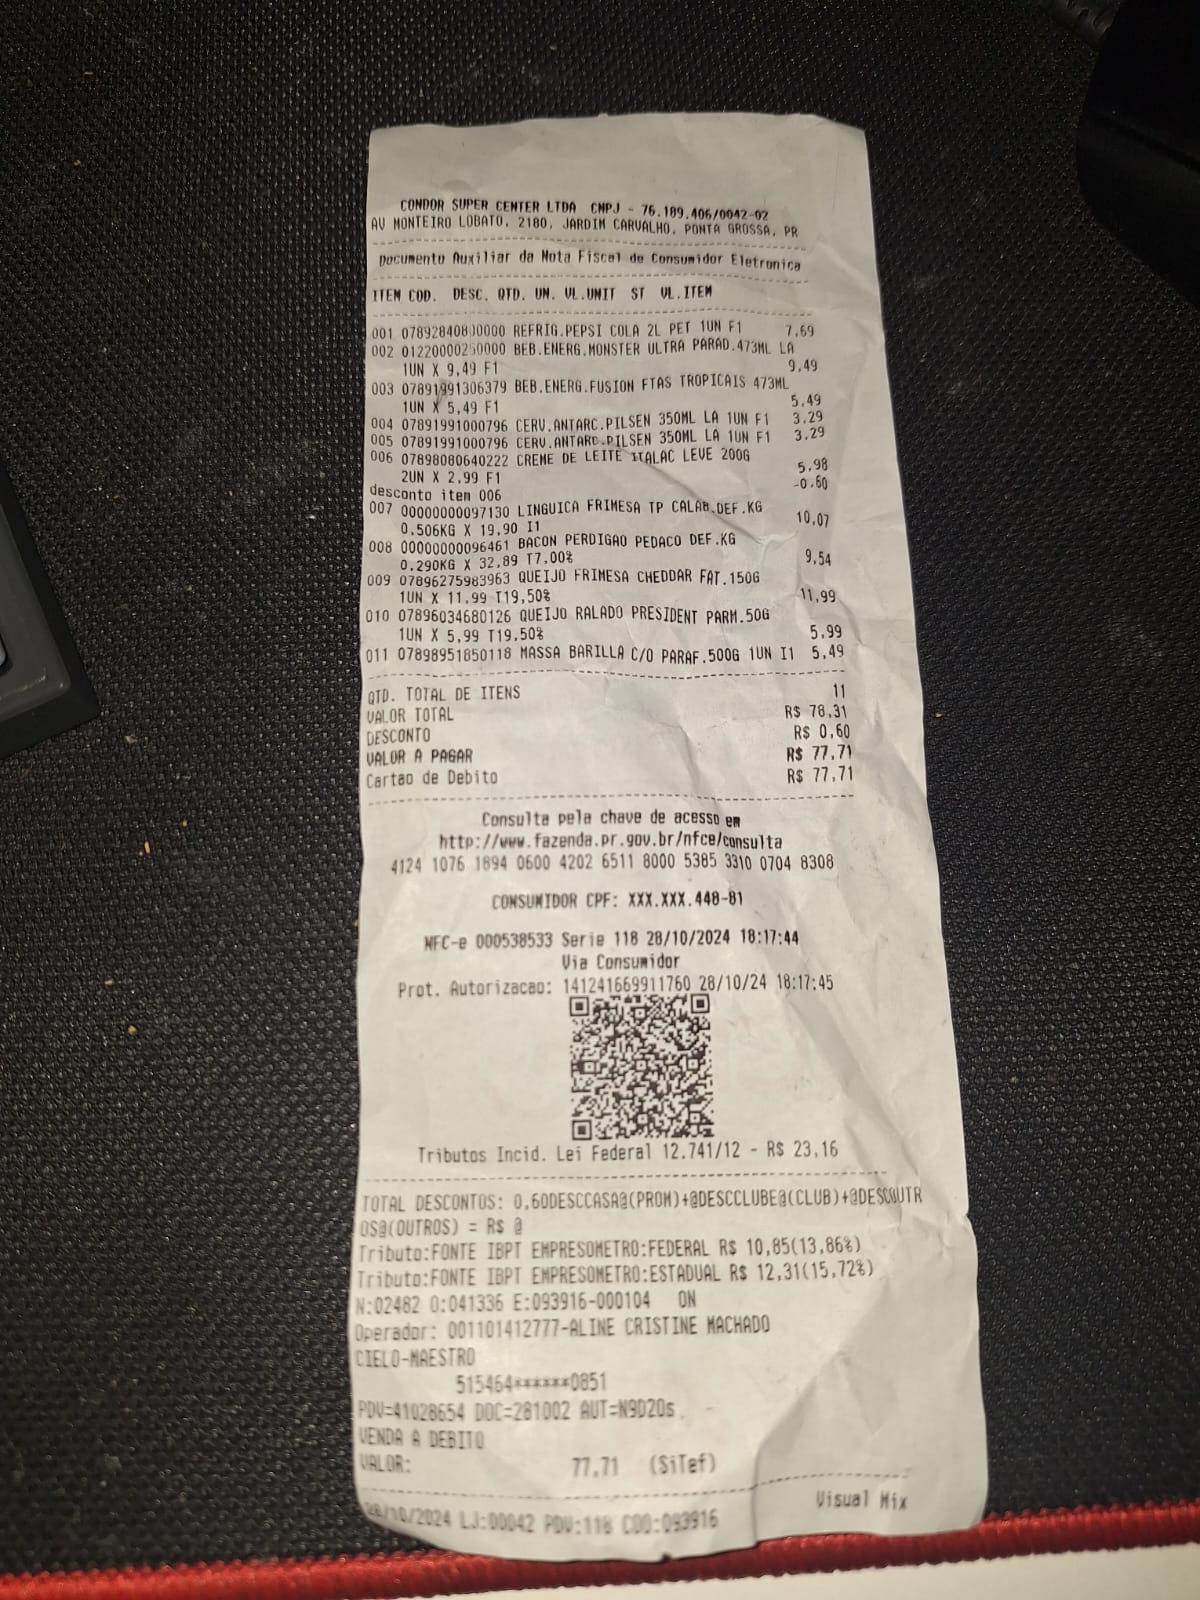 CONDOR SUPER CENTER LTDA CNPJ - 76.189.406/0042-02
AV MONTEIRO LOBATO, 2180, JARDIM CARVALHO, PONTA GROSSA, PR
Documento Auxiliar da Nota Fiscal de Consumidor Eletronica
ITEM COD. DESC. QTD. UN. VL.UNIT ST VL.ITEM
001 07892840800000 REFRIG.PEPSI COLA 2L PET 1UN F1 7,69
002 01220000250000 BEB.ENERG.MONSTER ULTRA PARAD.473ML LA
1UN X 9,49 F1 9,49
003 07891991306379 BEB.ENERG.FUSION FTAS TROPICAIS 473ML
1UN X 5,49 F1 5,49
004 07891991000796 CERV.ANTARC.PILSEN 350ML LA 1UN F1 3,29
005 07891991000796 CERV.ANTARC.PILSEN 350ML LA 1UN F1 3,29
006 07898080640222 CREME DE LEITE ITALAC LEVE 200G
2UN X 2,99 F1 5,98
desconto item 006 -0,60
007 00000000097130 LINGUICA FRIMESA TP CALAB.DEF.KG
0,506KG X 19,90 I1 10,07
008 00000000096461 BACON PERDIGAO PEDACO DEF.KG
0,290KG X 32,89 T7,00% 9,54
009 07896275983963 QUEIJO FRIMESA CHEDDAR FAT.150G
1UN X 11,99 T19,50% 11,99
010 07896034680126 QUEIJO RALADO PRESIDENT PARM.50G
1UN X 5,99 T19,50% 5,99
011 07898951850118 MASSA BARILLA C/O PARAF.500G 1UN I1 5,49
QTD. TOTAL DE ITENS 11
VALOR TOTAL R$ 78,31
DESCONTO R$ 0,60
VALOR A PAGAR R$ 77,71
Cartao de Debito R$ 77,71
Consulta pela chave de acesso em
http://www.fazenda.pr.gov.br/nfce/consulta
4124 1076 1894 0600 4202 6511 8000 5385 3310 0704 8308
CONSUMIDOR CPF: XXX.XXX.448-81
NFC-e 000538533 Serie 118 28/10/2024 18:17:44
Via Consumidor
Prot. Autorizacao: 141241669911760 28/10/24 18:17:45
Tributos Incid. Lei Federal 12.741/12 - R$ 23,16
TOTAL DESCONTOS: 0,60DESCCASA@(PROM)+@DESCCLUBE@(CLUB)+@DESCOUTR
OS@(OUTROS) = R$ @
Tributo:FONTE IBPT EMPRESOMETRO:FEDERAL R$ 10,85(13,86%)
Tributo:FONTE IBPT EMPRESOMETRO:ESTADUAL R$ 12,31(15,72%)
N:02482 O:041336 E:093916-000104 ON
Operador: 001101412777-ALINE CRISTINE MACHADO
CIELO-MAESTRO
515464******0851
PDV=41028654 DOC=281002 AUT=N9D20s
VENDA A DEBITO
VALOR: 77,71 (SiTef)
Visual Mix
28/10/2024 LJ:00042 PDV:118 COO:093916